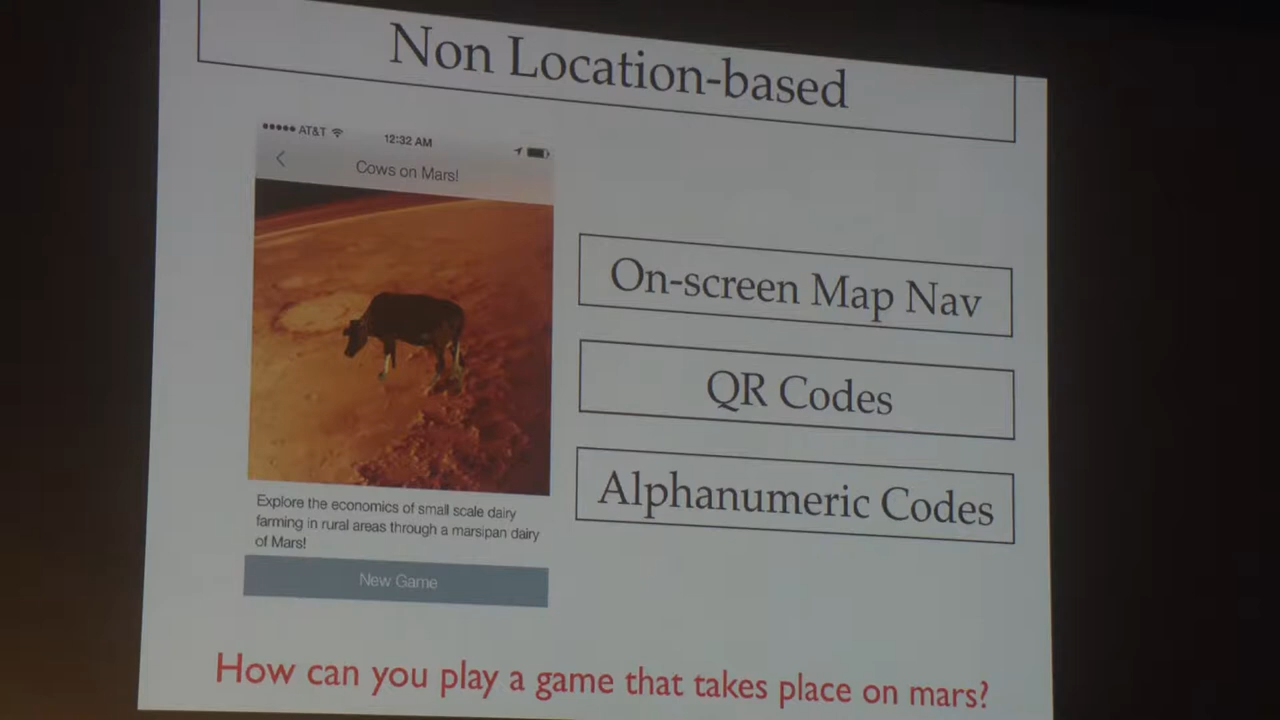 Non Location-based
AT&T 12:32 AM
Cows on Mars!
Explore the economics of small scale dairy
farming in rural areas through a marsipan dairy
of Mars!
New Game
On-screen Map Nav
QR Codes
Alphanumeric Codes
How can you play a game that takes place on mars?